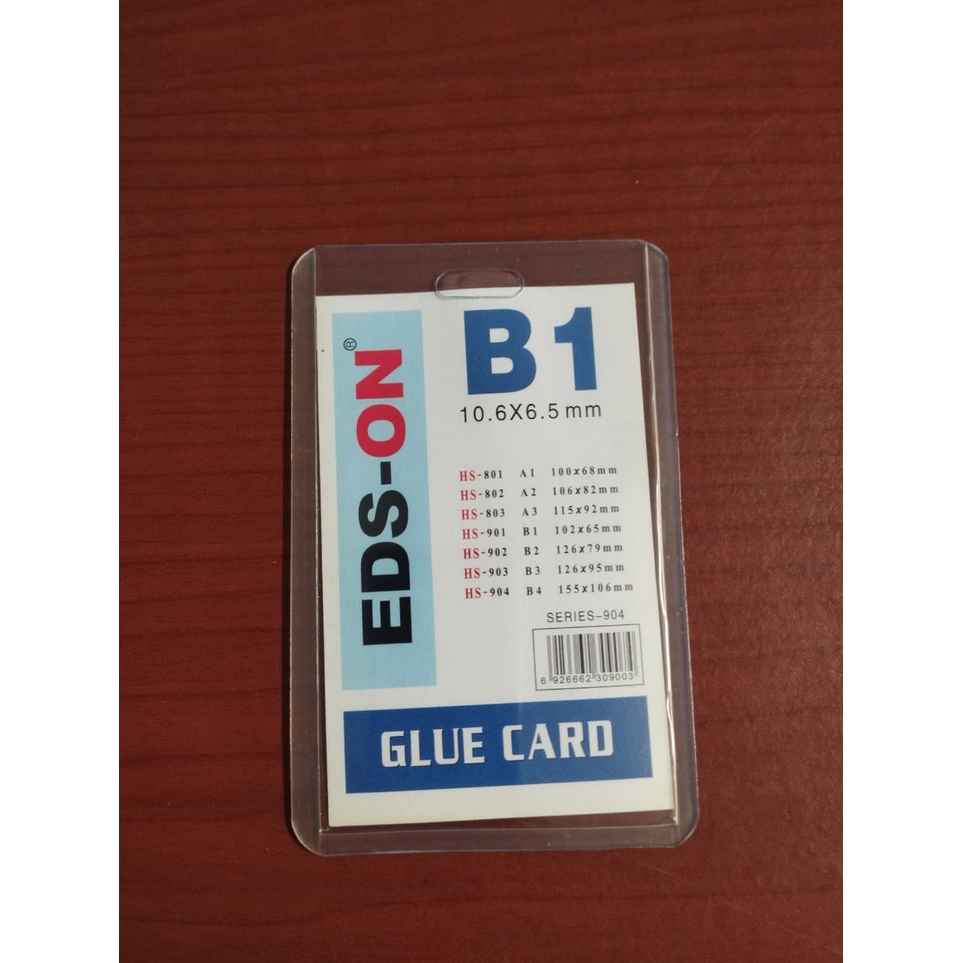 EDS-ON®
B1
10.6X6.5mm
HS-801 A1 100x68mm
HS-802 A2 106x82mm
HS-803 A3 115x92mm
HS-901 B1 102x65mm
HS-902 B2 126x79mm
HS-903 B3 126x95mm
HS-904 B4 155x106mm
SERIES-904
6 926662 309003
GLUE CARD